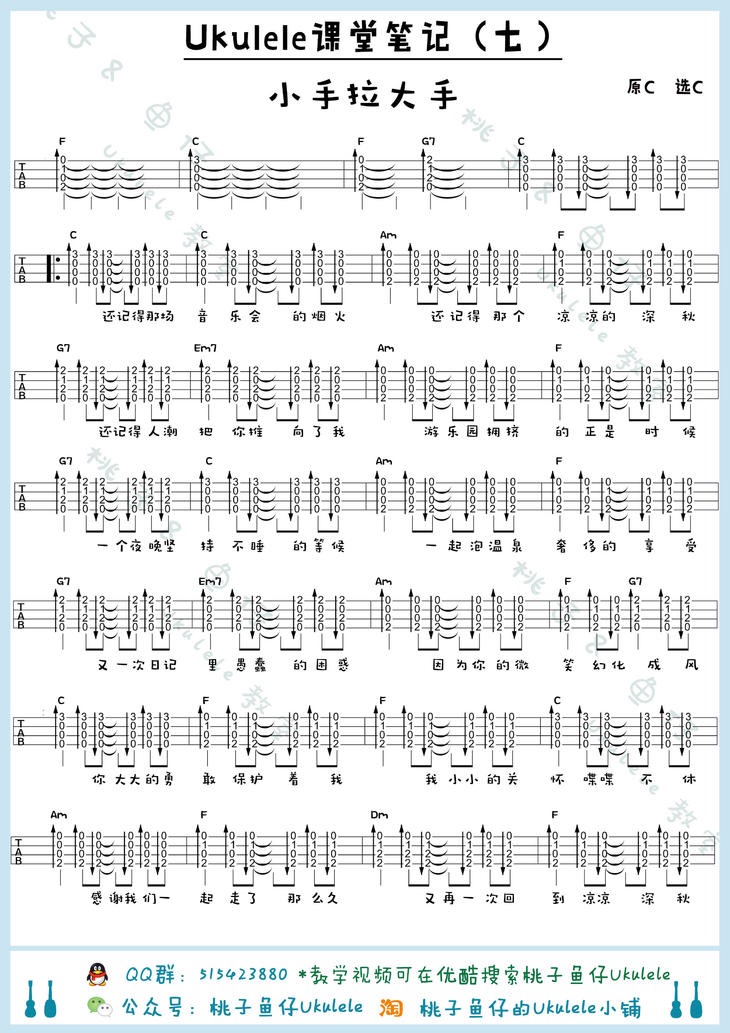 Ukulele课堂笔记（七）
小手拉大手
原C 选C
F C F G7 C
C C Am F
还记得那场 音乐会 的烟火 还记得那个 凉凉的 深秋
G7 Em7 Am F
还记得人潮 把你推 向了我 游乐园拥挤 的正是时候
G7 C Am F
一个夜晚坚 持不睡 的等候 一起泡温泉 奢侈的 享受
G7 Em7 Am F G7
又一次日记 里愚蠢 的困惑 因为你的微 笑幻化成风
C F F C
你大大的勇 敢保护着我 我小小的关 怀喋喋不休
Am F Dm F
感谢我们一 起走了 那么久 又再一次回 到凉凉 深秋
QQ群：515423880 *教学视频可在优酷搜索桃子鱼仔Ukulele
公众号：桃子鱼仔Ukulele 淘 桃子鱼仔的Ukulele小铺